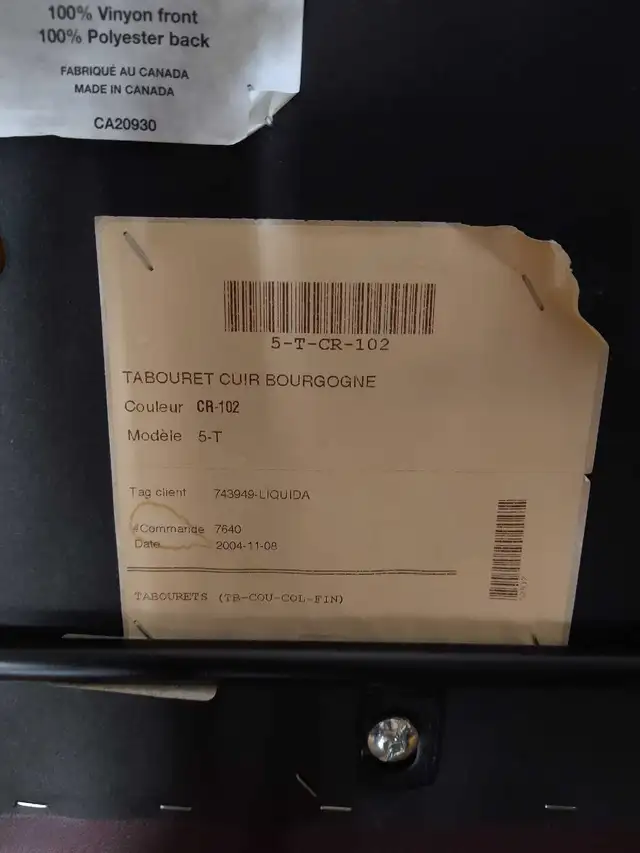 100% Vinyon front
100% Polyester back
FABRIQUÉ AU CANADA
MADE IN CANADA
CA20930
5-T-CR-102
TABOURET CUIR BOURGOGNE
Couleur CR-102
Modèle 5-T
Tag client 743949-LIQUIDA
#Commande 7640
Date 2004-11-08
TABOURETS (TB-COU-COL-FIN)